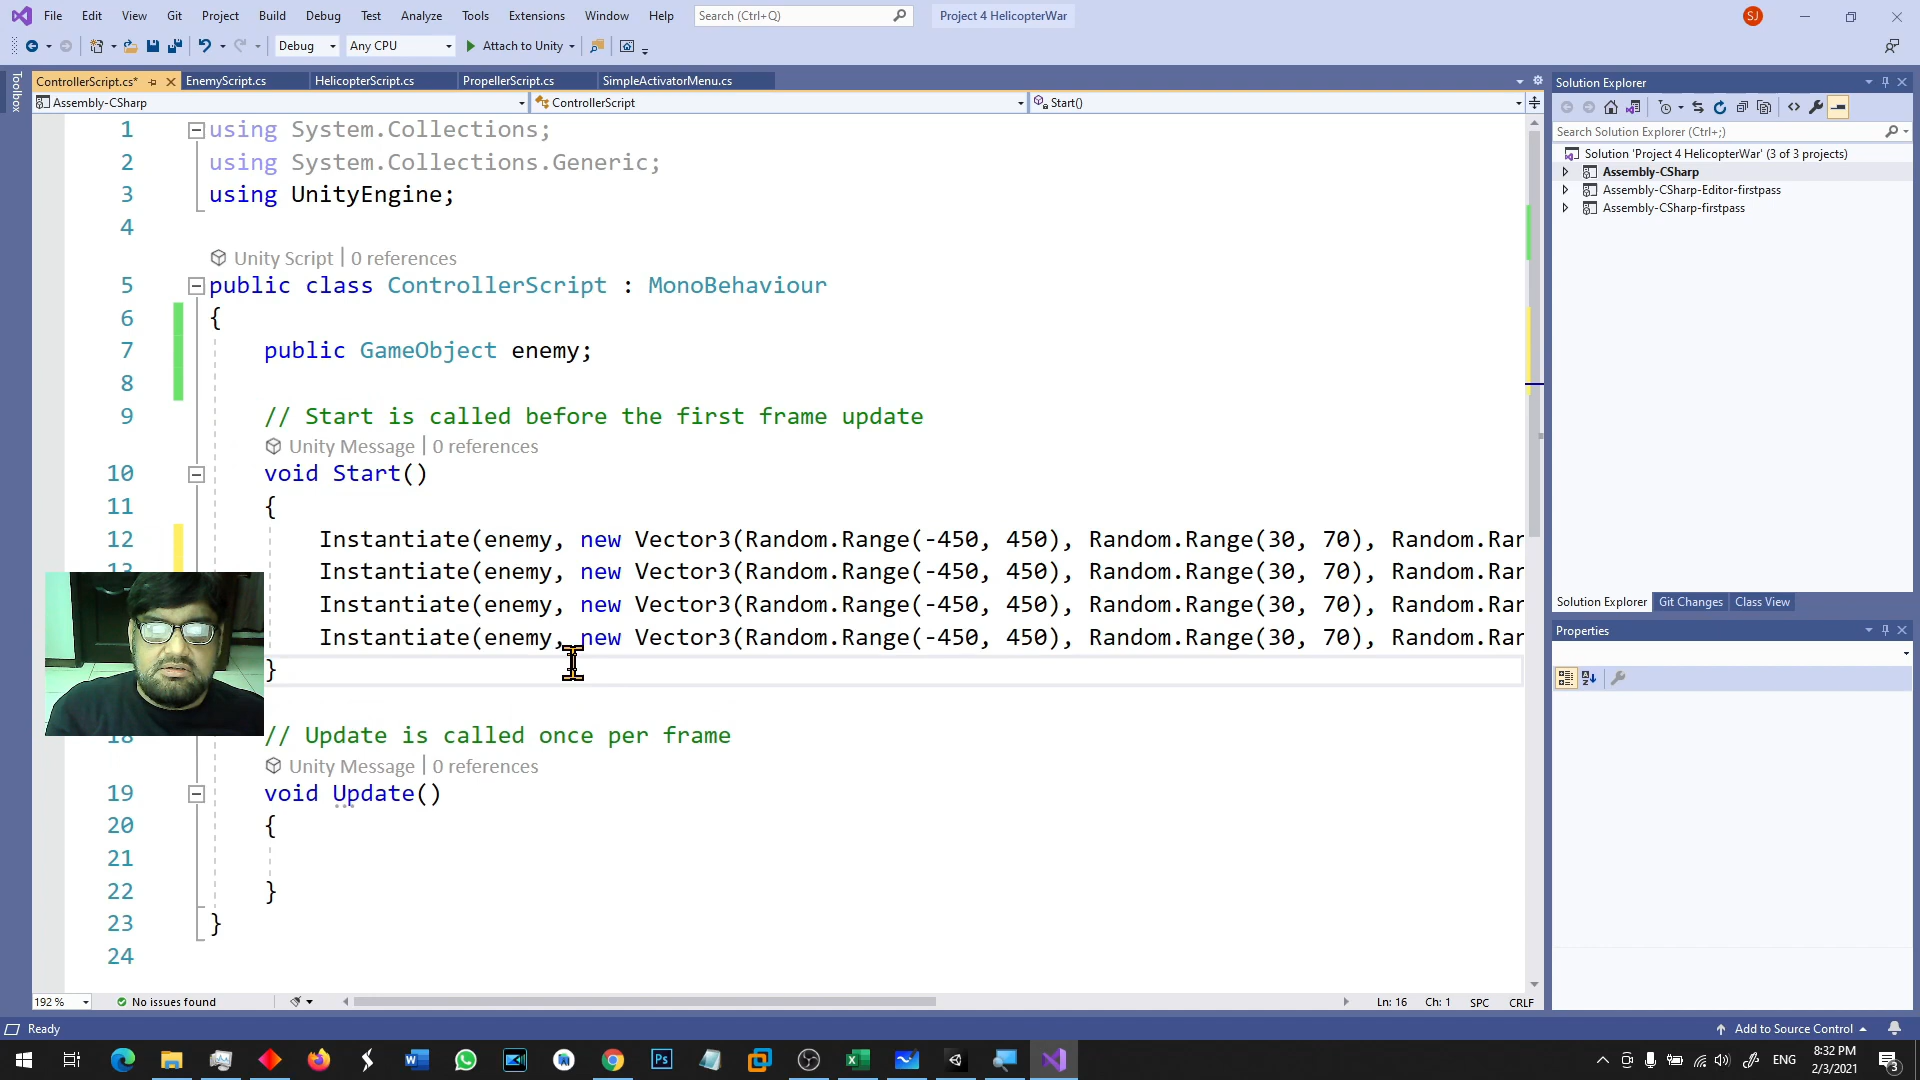 File Edit View Git Project Build Debug Test Analyze Tools Extensions Window Help Search (Ctrl+Q) Project 4 HelicopterWar SJ
Debug Any CPU Attach to Unity
Toolbox
ControllerScript.cs* EnemyScript.cs HelicopterScript.cs PropellerScript.cs SimpleActivatorMenu.cs
Assembly-CSharp ControllerScript Start()
1 using System.Collections;
2 using System.Collections.Generic;
3 using UnityEngine;
4
Unity Script | 0 references
5 public class ControllerScript : MonoBehaviour
6 {
7 public GameObject enemy;
8
9 // Start is called before the first frame update
Unity Message | 0 references
10 void Start()
11 {
12 Instantiate(enemy, new Vector3(Random.Range(-450, 450), Random.Range(30, 70), Random.Rar
13 Instantiate(enemy, new Vector3(Random.Range(-450, 450), Random.Range(30, 70), Random.Rar
Instantiate(enemy, new Vector3(Random.Range(-450, 450), Random.Range(30, 70), Random.Rar
Instantiate(enemy, new Vector3(Random.Range(-450, 450), Random.Range(30, 70), Random.Rar
}
18 // Update is called once per frame
Unity Message | 0 references
19 void Update()
20 {
21
22 }
23 }
24
192 % No issues found Ln: 16 Ch: 1 SPC CRLF
Solution Explorer
Search Solution Explorer (Ctrl+;)
Solution 'Project 4 HelicopterWar' (3 of 3 projects)
Assembly-CSharp
Assembly-CSharp-Editor-firstpass
Assembly-CSharp-firstpass
Solution Explorer Git Changes Class View
Properties
Ready Add to Source Control
ENG 8:32 PM
2/3/2021 3